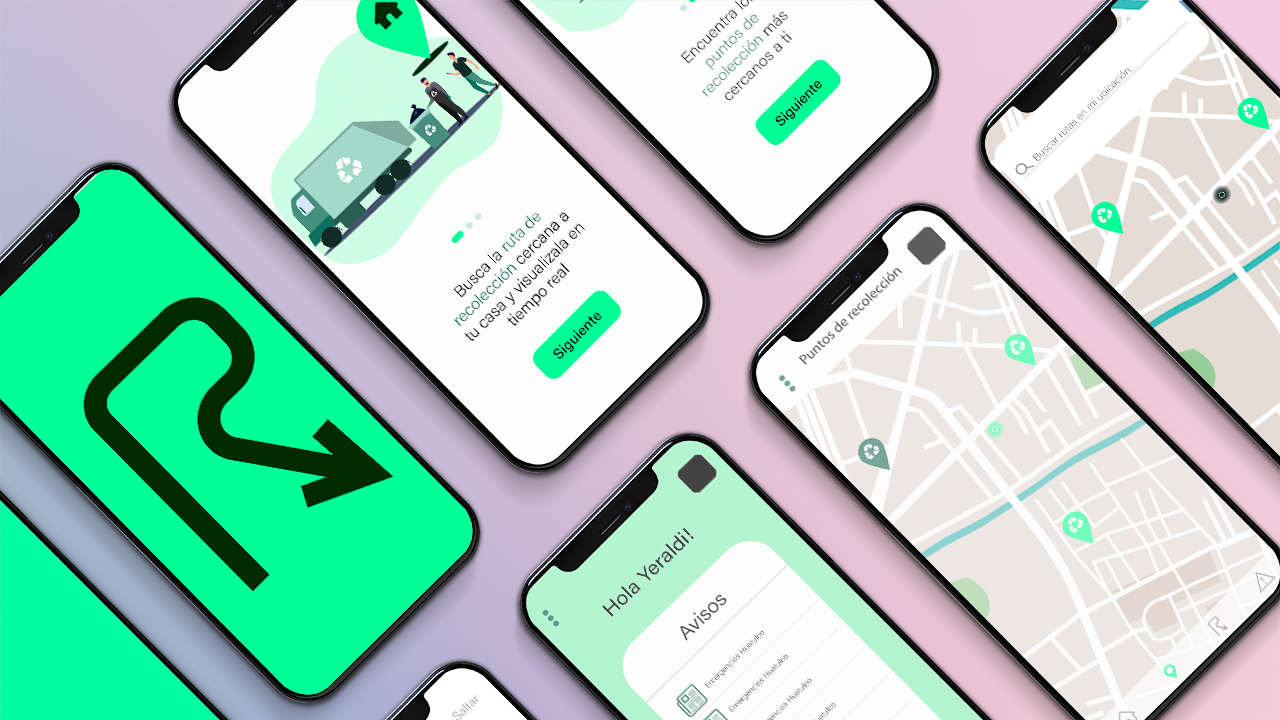 Busca la ruta de
recolección cercana a
tu casa y visualízala en
tiempo real
Siguiente
Encuentra los
puntos de
recolección más
cercanos a ti
Siguiente
Buscar rutas en mi ubicación
Puntos de recolección
Hola Yeraldi!
Avisos
Emergencias Huatulco
Emergencias Huatulco
Emergencias Huatulco
Saltar